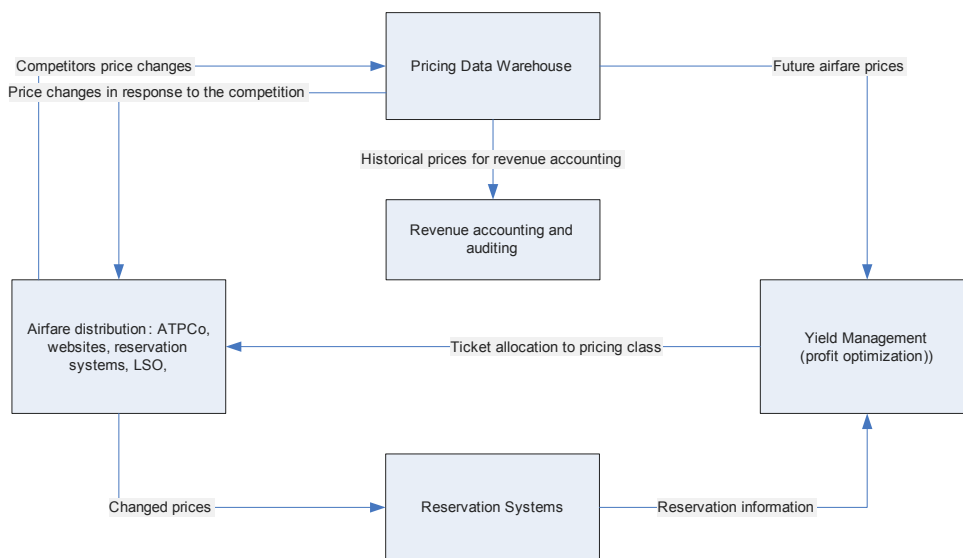 Competitors price changes
Pricing Data Warehouse
Future airfare prices
Price changes in response to the competition
Historical prices for revenue accounting
Revenue accounting and
auditing
Airfare distribution: ATPCo,
websites, reservation
systems, LSO,
Ticket allocation to pricing class
Yield Management
(profit optimization))
Changed prices
Reservation Systems
Reservation information